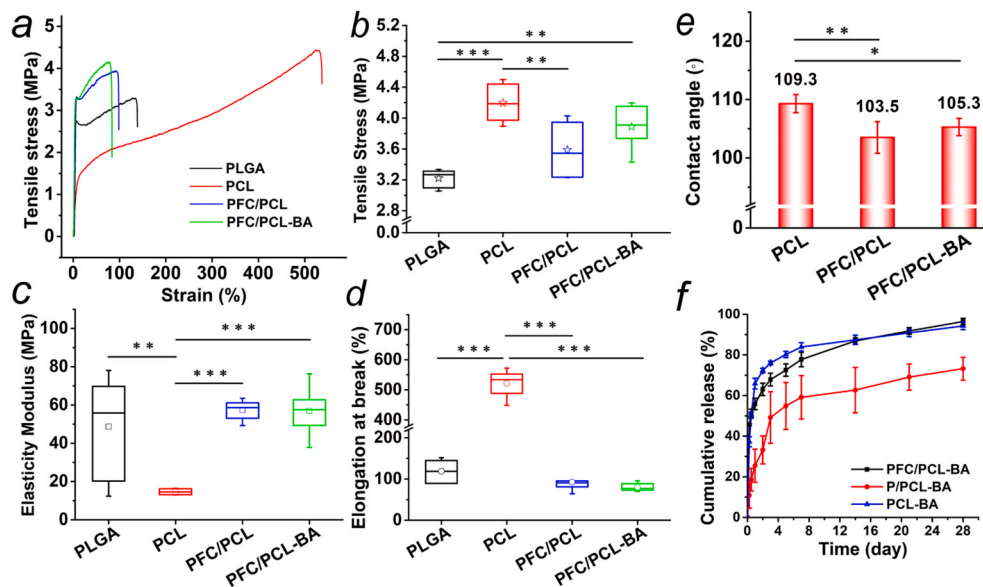 a
Tensile stress (MPa)
5
4
3
2
1
0
PLGA
PCL
PFC/PCL
PFC/PCL-BA
0 100 200 300 400 500
Strain (%)
b
Tensile Stress (MPa)
4.8
4.4
4.0
3.6
3.2
2.8
0.0
* *
* * *
* *
PLGA
PCL
PFC/PCL
PFC/PCL-BA
e
Contact angle (°)
120
110
100
0
* *
*
109.3
103.5
105.3
PCL
PFC/PCL
PFC/PCL-BA
c
Elasticity Modulus (MPa)
100
80
60
40
20
0
* * *
* *
* * *
PLGA
PCL
PFC/PCL
PFC/PCL-BA
d
Elongation at break (%)
700
600
500
400
200
100
0
* * *
* * *
* * *
PLGA
PCL
PFC/PCL
PFC/PCL-BA
f
Cumulative release (%)
100
80
60
40
20
0
PFC/PCL-BA
P/PCL-BA
PCL-BA
0 4 8 12 16 20 24 28
Time (day)